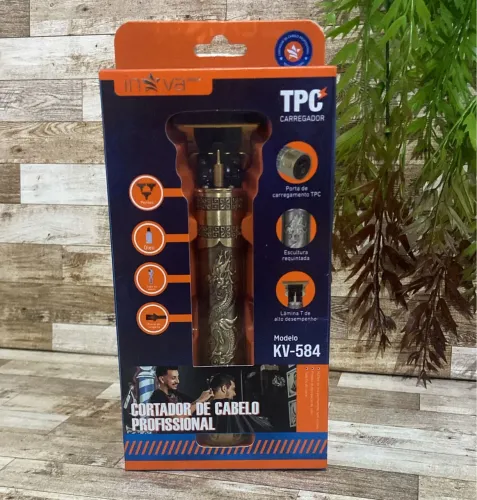 inova
TPC
CARREGADOR
Porta de
carregamento TPC
Escultura
requintada
Lâmina T de
alto desempenho
Modelo
KV-584
CORTADOR DE CABELO
PROFISSIONAL